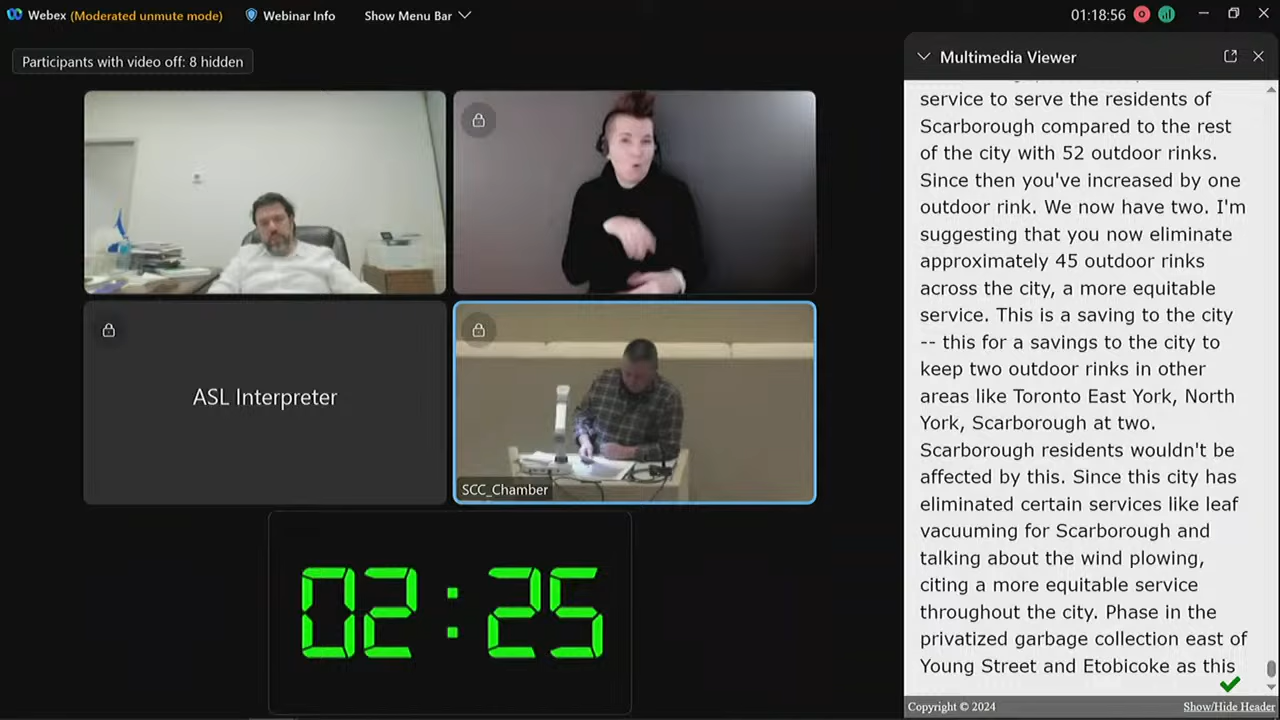 Webex (Moderated unmute mode) Webinar Info Show Menu Bar 01:18:56
Participants with video off: 8 hidden
ASL Interpreter
SCC_Chamber
02:25
Multimedia Viewer
service to serve the residents of
Scarborough compared to the rest
of the city with 52 outdoor rinks.
Since then you've increased by one
outdoor rink. We now have two. I'm
suggesting that you now eliminate
approximately 45 outdoor rinks
across the city, a more equitable
service. This is a saving to the city
-- this for a savings to the city to
keep two outdoor rinks in other
areas like Toronto East York, North
York, Scarborough at two.
Scarborough residents wouldn't be
affected by this. Since this city has
eliminated certain services like leaf
vacuuming for Scarborough and
talking about the wind plowing,
citing a more equitable service
throughout the city. Phase in the
privatized garbage collection east of
Young Street and Etobicoke as this
Copyright © 2024 Show/Hide Header